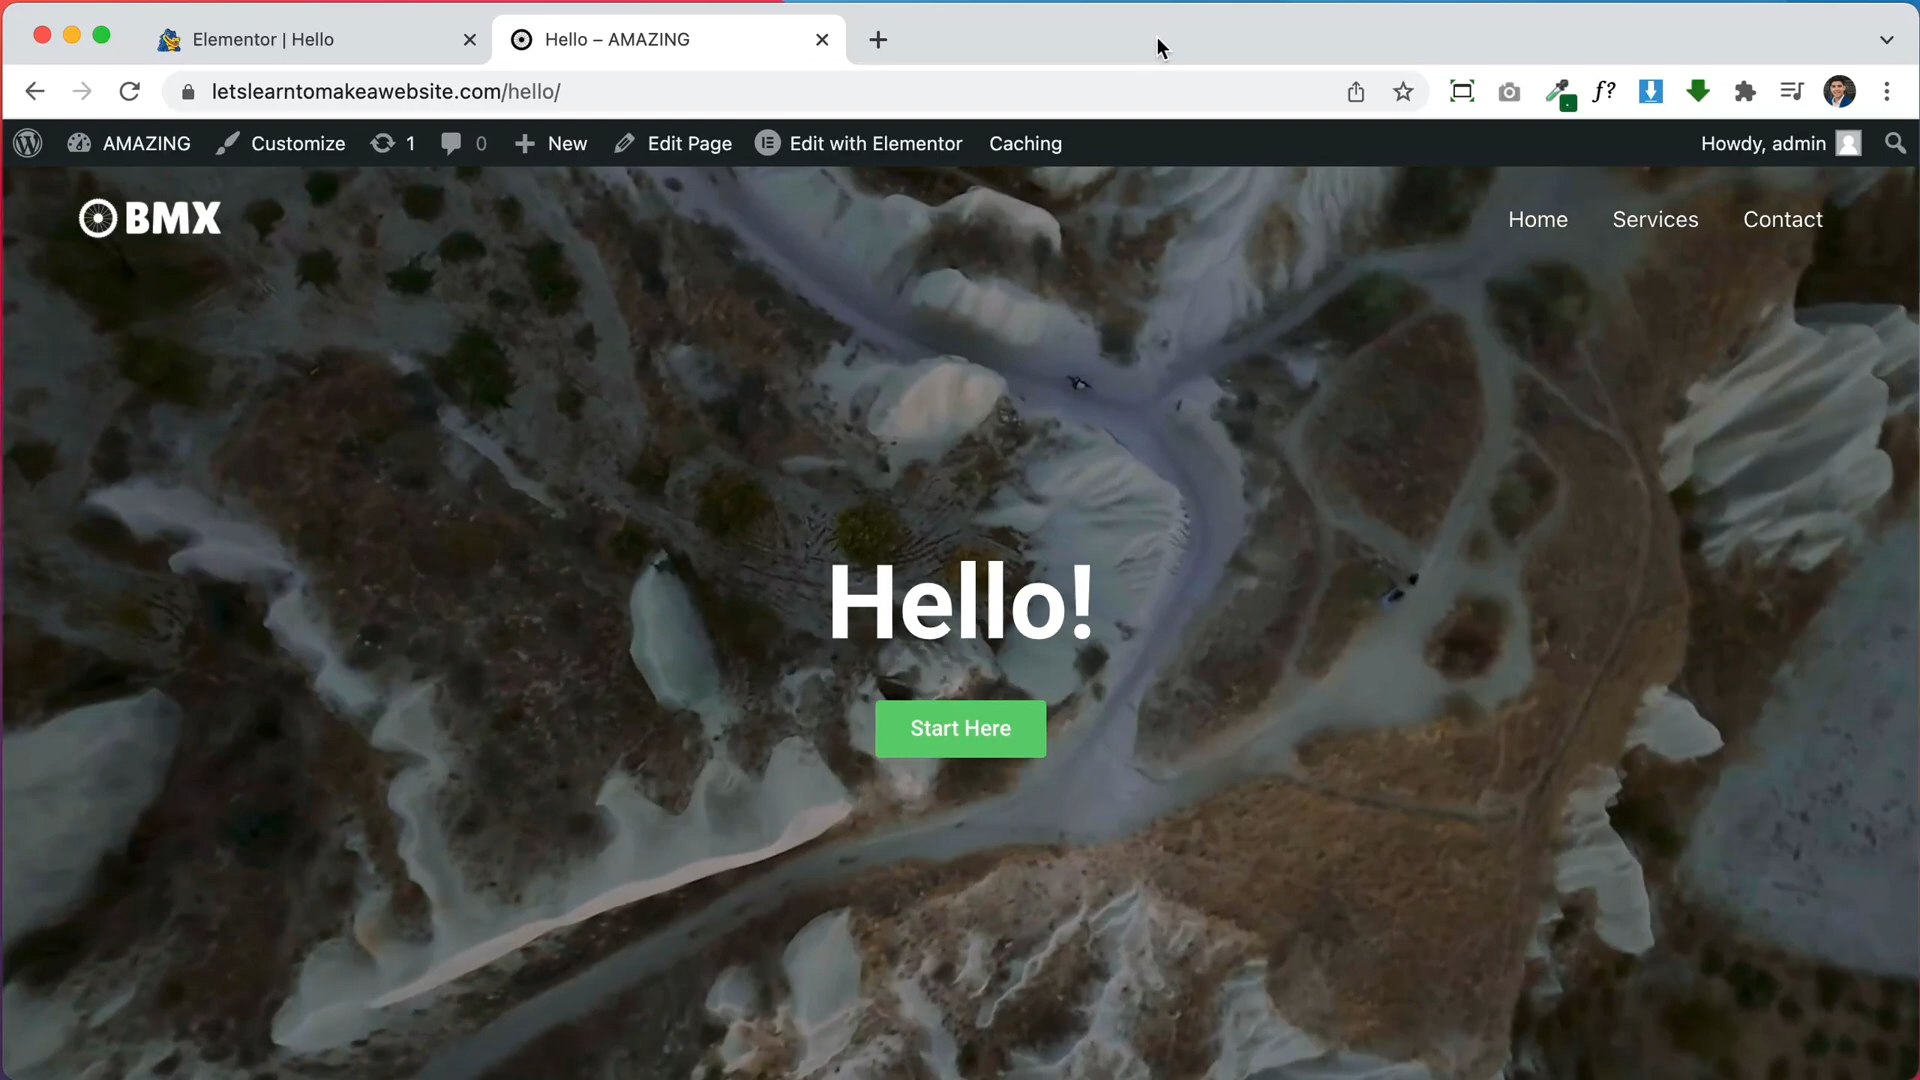 Elementor | Hello
Hello – AMAZING
letslearntomakeawebsite.com/hello/
f?
AMAZING
Customize
1
0
New
Edit Page
Edit with Elementor
Caching
Howdy, admin
BMX
Home
Services
Contact
Hello!
Start Here